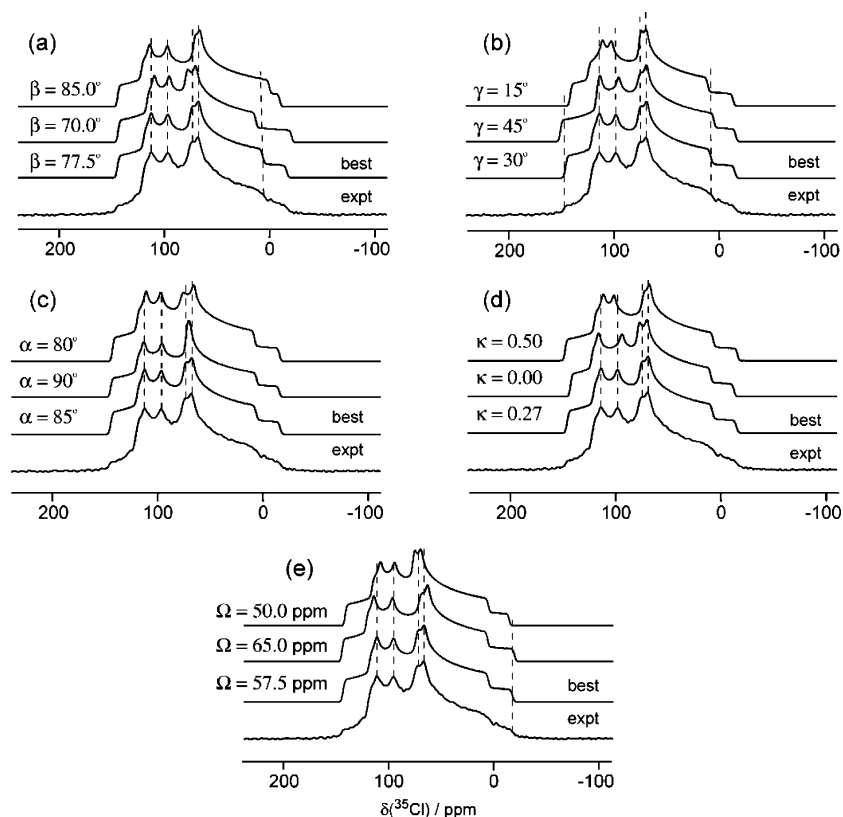 (a)
β = 85.0°
β = 70.0°
β = 77.5°
best
expt
200 100 0 -100
(b)
γ = 15°
γ = 45°
γ = 30°
best
expt
200 100 0 -100
(c)
α = 80°
α = 90°
α = 85°
best
expt
200 100 0 -100
(d)
κ = 0.50
κ = 0.00
κ = 0.27
best
expt
200 100 0 -100
(e)
Ω = 50.0 ppm
Ω = 65.0 ppm
Ω = 57.5 ppm
best
expt
200 100 0 -100
δ(³⁵Cl) / ppm